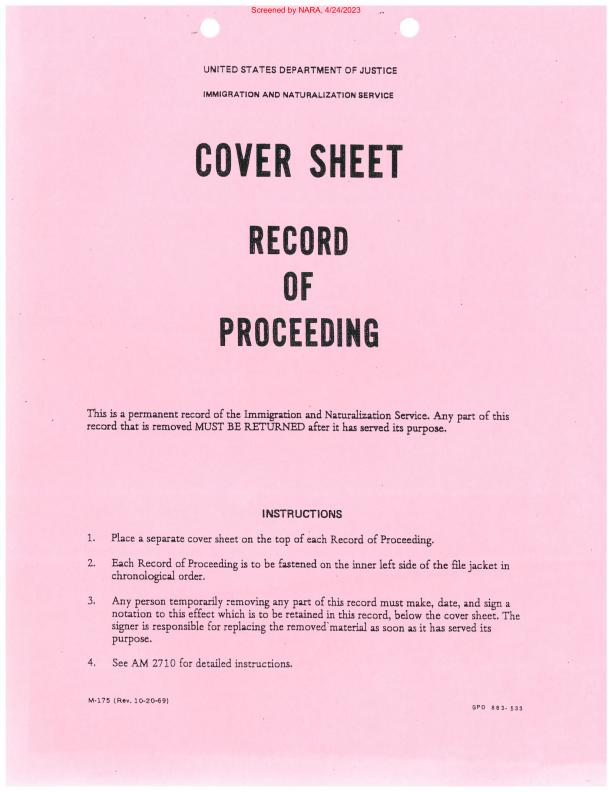 Screened by NARA, 4/24/2023
UNITED STATES DEPARTMENT OF JUSTICE
IMMIGRATION AND NATURALIZATION SERVICE
COVER SHEET
RECORD
OF
PROCEEDING
This is a permanent record of the Immigration and Naturalization Service. Any part of this
record that is removed MUST BE RETURNED after it has served its purpose.
INSTRUCTIONS
1. Place a separate cover sheet on the top of each Record of Proceeding.
2. Each Record of Proceeding is to be fastened on the inner left side of the file jacket in
chronological order.
3. Any person temporarily removing any part of this record must make, date, and sign a
notation to this effect which is to be retained in this record, below the cover sheet. The
signer is responsible for replacing the removed material as soon as it has served its
purpose.
4. See AM 2710 for detailed instructions.
M-175 (Rev. 10-20-69)
GPO 883-533